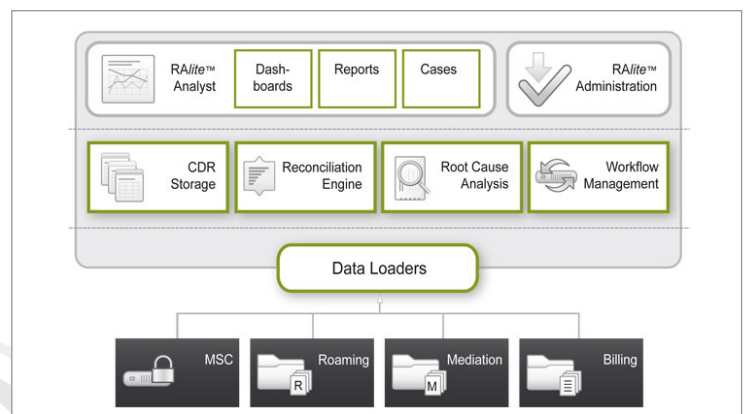 RAlite™
Analyst
Dash-
boards
Reports
Cases
RAlite™
Administration
CDR
Storage
Reconciliation
Engine
Root Cause
Analysis
Workflow
Management
Data Loaders
MSC
Roaming
R
Mediation
M
Billing